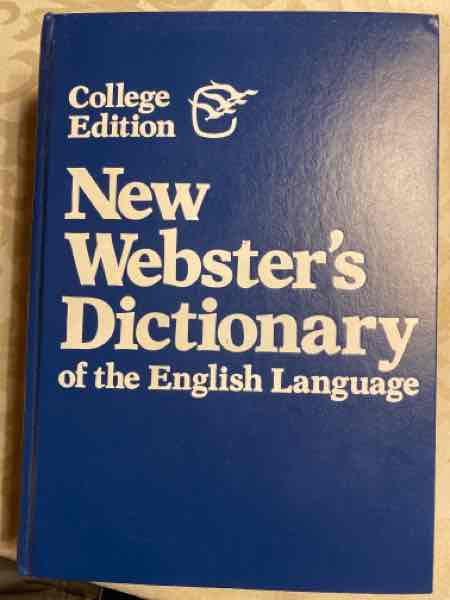 College
Edition
New
Webster's
Dictionary
of the English Language